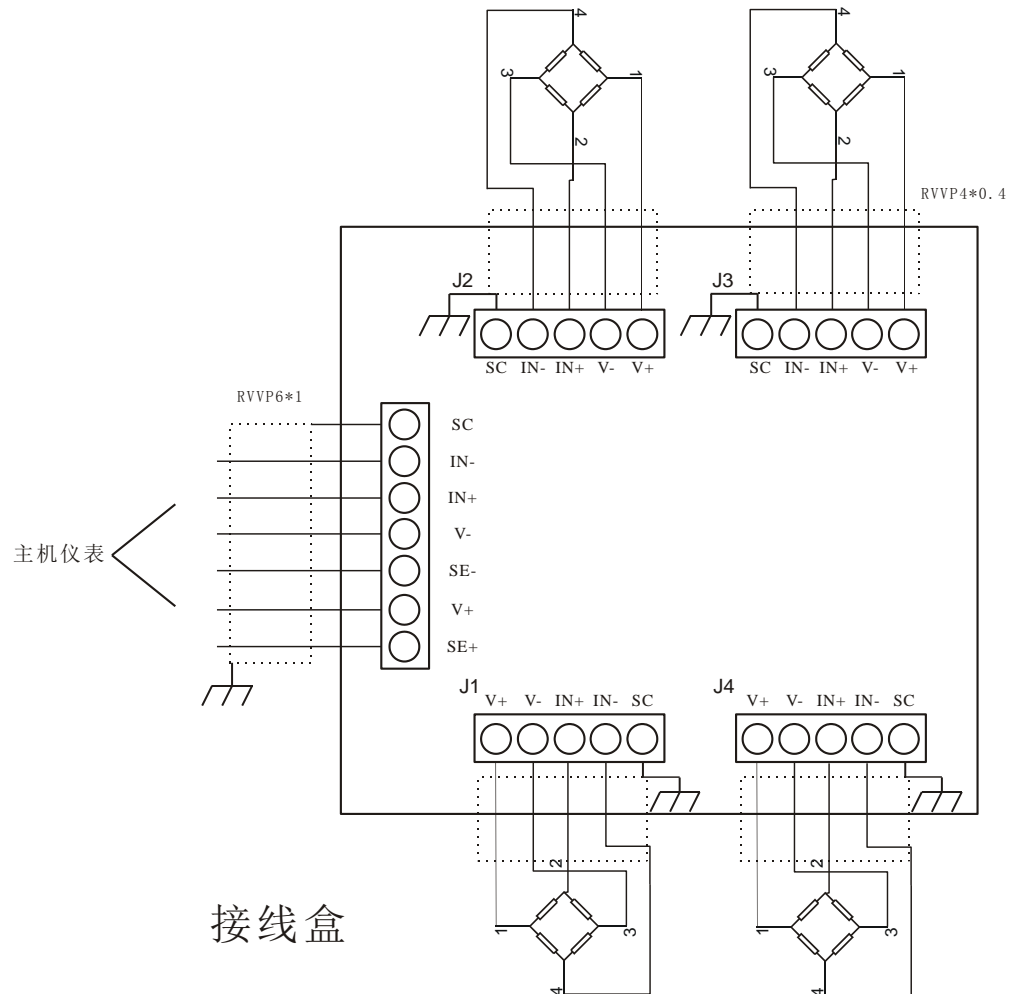 4 4
3 1 3 1
2 2
RVVP4*0.4
J2 J3
SC IN- IN+ V- V+ SC IN- IN+ V- V+
RVVP6*1
SC
IN-
IN+
V-
主机仪表
SE-
V+
SE+
J1 J4
V+ V- IN+ IN- SC V+ V- IN+ IN- SC
2 2
接线盒
1 3 1 3
4 4